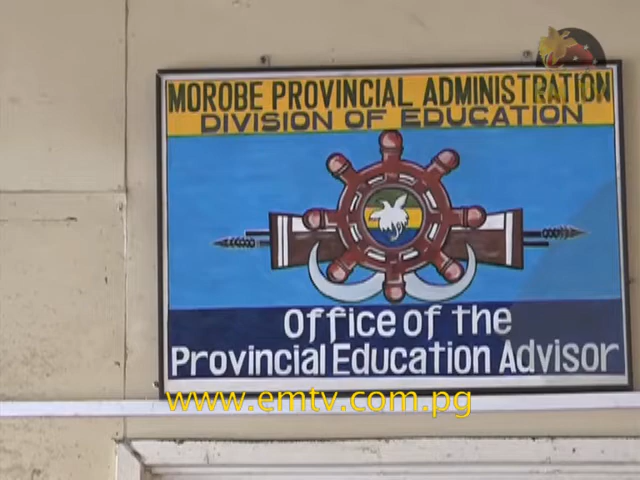 MOROBE PROVINCIAL ADMINISTRATION
DIVISION OF EDUCATION
Office of the
Provincial Education Advisor
www.emtv.com.pg